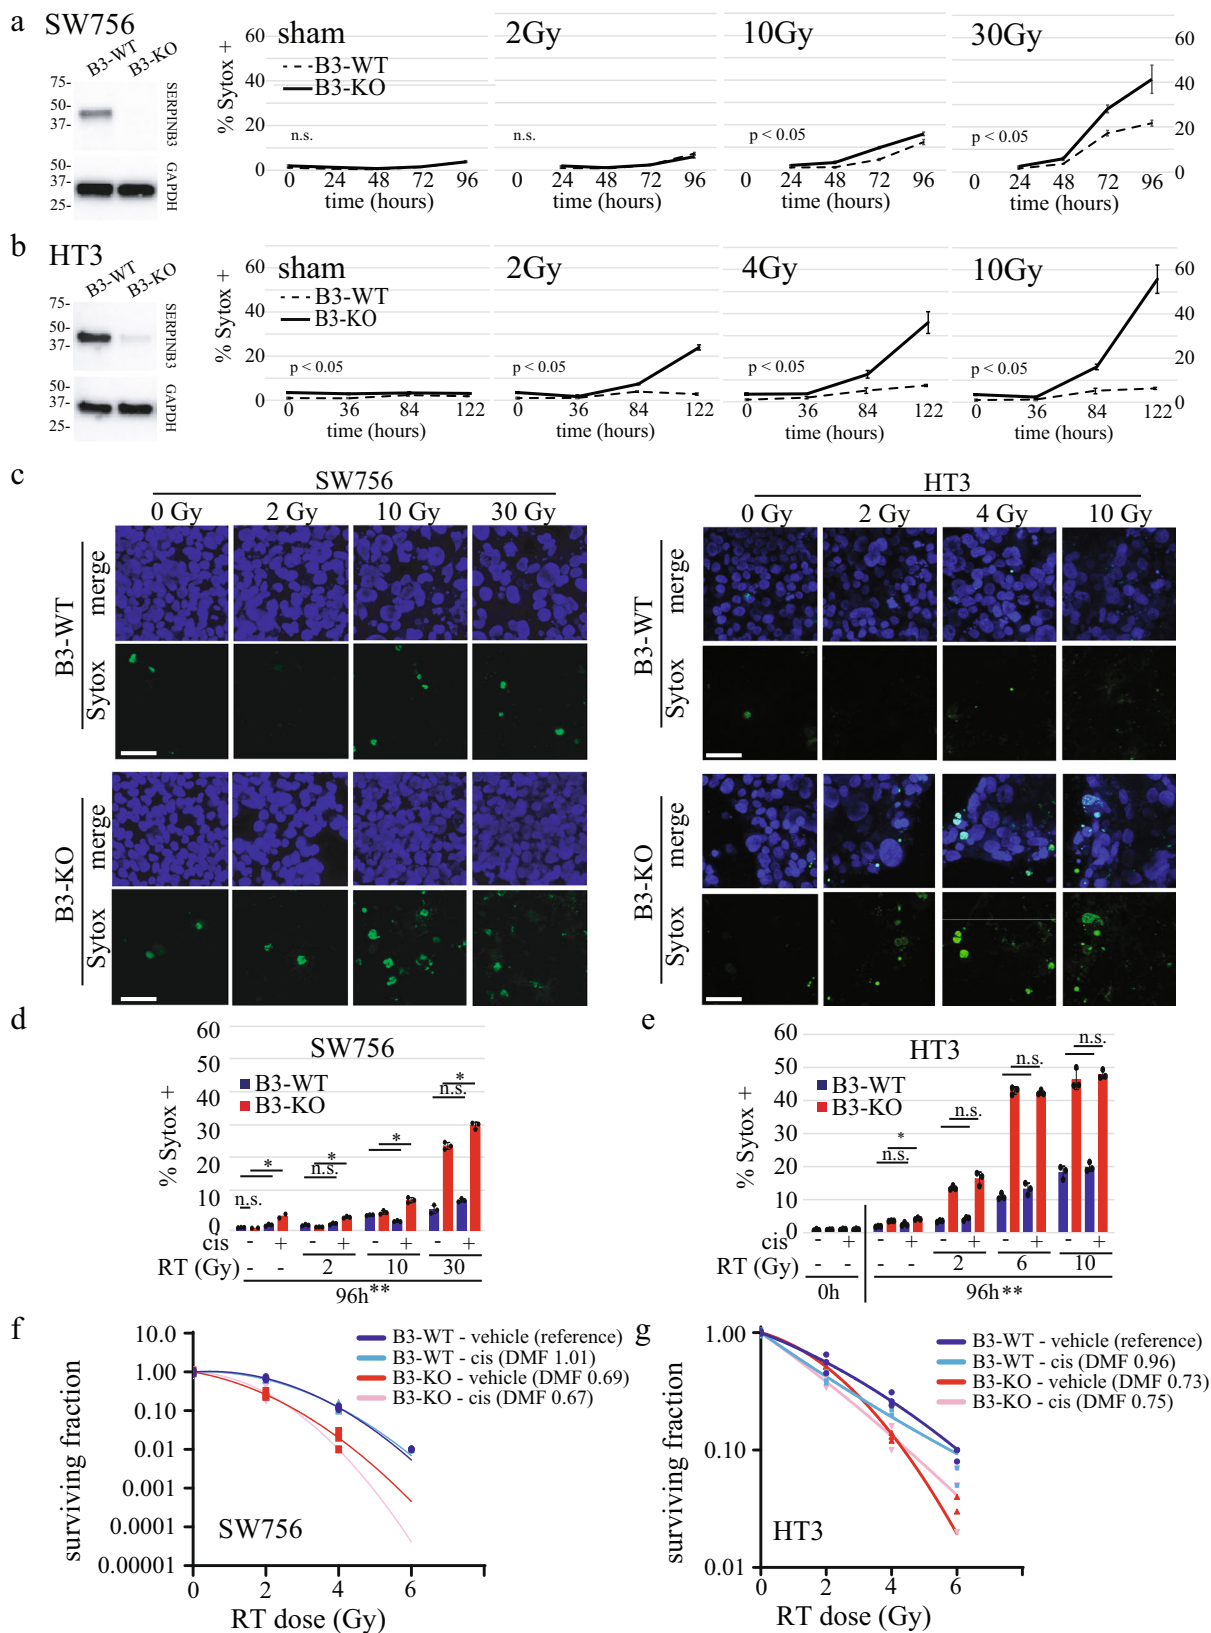 a SW756
B3-WT B3-KO
75-
50-
37-
SERPINB3
50-
37-
25-
GAPDH
% Sytox +
60
40
20
0
sham
B3-WT
B3-KO
n.s.
0 24 48 72 96
time (hours)
2Gy
n.s.
0 24 48 72 96
time (hours)
10Gy
p < 0.05
0 24 48 72 96
time (hours)
30Gy
p < 0.05
0 24 48 72 96
time (hours)
60
40
20
0
b HT3
B3-WT B3-KO
75-
50-
37-
SERPINB3
50-
37-
25-
GAPDH
% Sytox +
60
40
20
0
sham
B3-WT
B3-KO
p < 0.05
0 36 84 122
time (hours)
2Gy
p < 0.05
0 36 84 122
time (hours)
4Gy
p < 0.05
0 36 84 122
time (hours)
10Gy
p < 0.05
0 36 84 122
time (hours)
60
40
20
0
c
SW756
0 Gy 2 Gy 10 Gy 30 Gy
B3-WT
merge
Sytox
B3-KO
merge
Sytox
HT3
0 Gy 2 Gy 4 Gy 10 Gy
B3-WT
merge
Sytox
B3-KO
merge
Sytox
d
SW756
% Sytox +
60
50
40
30
20
10
0
B3-WT
B3-KO
n.s. * n.s. * * n.s. *
cis - + - + - + - +
RT (Gy) - - 2 10 30
96h**
e
HT3
% Sytox +
60
50
40
30
20
10
0
B3-WT
B3-KO
n.s. * n.s. n.s. n.s.
cis - + - + - + - + - +
RT (Gy) - - - - 2 6 10
0h 96h**
f
surviving fraction
10.0
1.00
0.10
0.01
0.001
0.0001
0.00001
B3-WT - vehicle (reference)
B3-WT - cis (DMF 1.01)
B3-KO - vehicle (DMF 0.69)
B3-KO - cis (DMF 0.67)
SW756
0 2 4 6
RT dose (Gy)
g
surviving fraction
1.00
0.10
0.01
B3-WT - vehicle (reference)
B3-WT - cis (DMF 0.96)
B3-KO - vehicle (DMF 0.73)
B3-KO - cis (DMF 0.75)
HT3
0 2 4 6
RT dose (Gy)